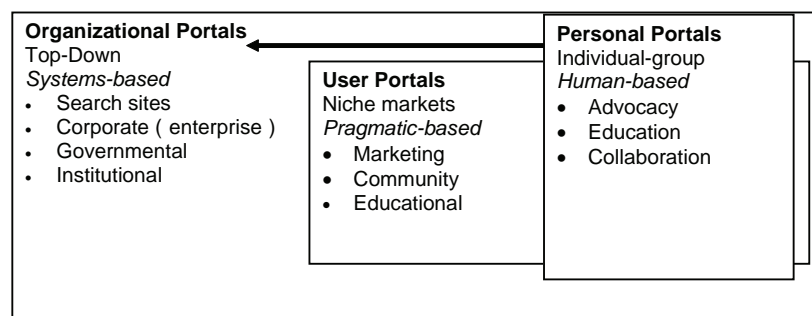 Organizational Portals
Top-Down
Systems-based
• Search sites
• Corporate ( enterprise )
• Governmental
• Institutional
User Portals
Niche markets
Pragmatic-based
• Marketing
• Community
• Educational
Personal Portals
Individual-group
Human-based
• Advocacy
• Education
• Collaboration